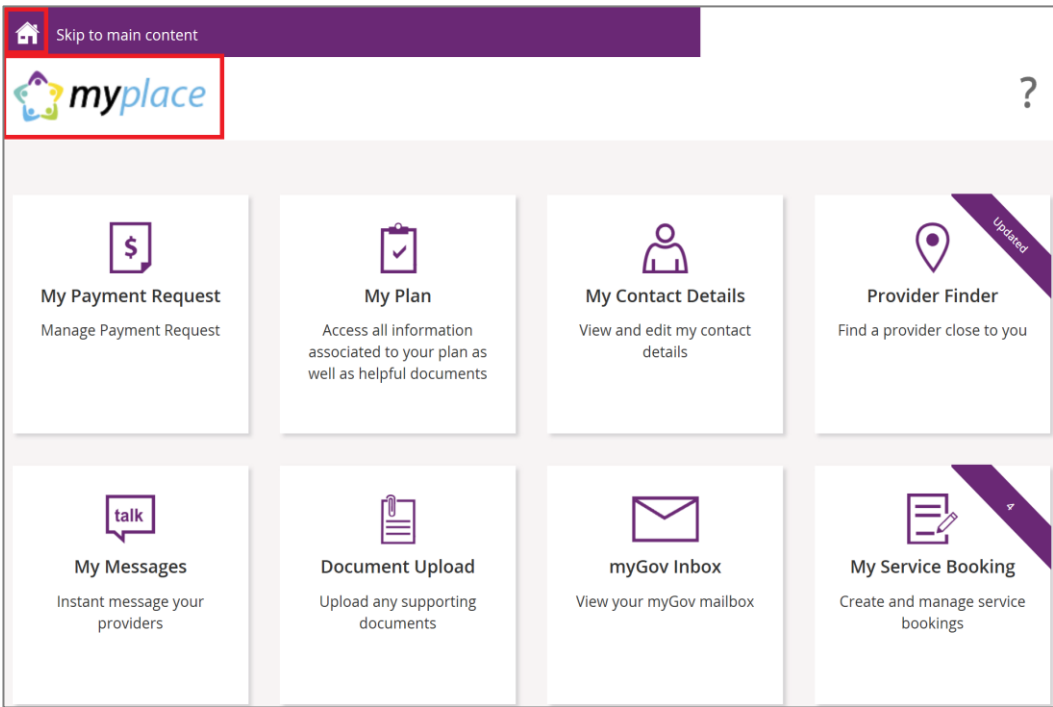 Skip to main content
myplace
?
$
My Payment Request
Manage Payment Request
My Plan
Access all information
associated to your plan as
well as helpful documents
My Contact Details
View and edit my contact
details
Updated
Provider Finder
Find a provider close to you
talk
My Messages
Instant message your
providers
Document Upload
Upload any supporting
documents
myGov Inbox
View your myGov mailbox
4
My Service Booking
Create and manage service
bookings